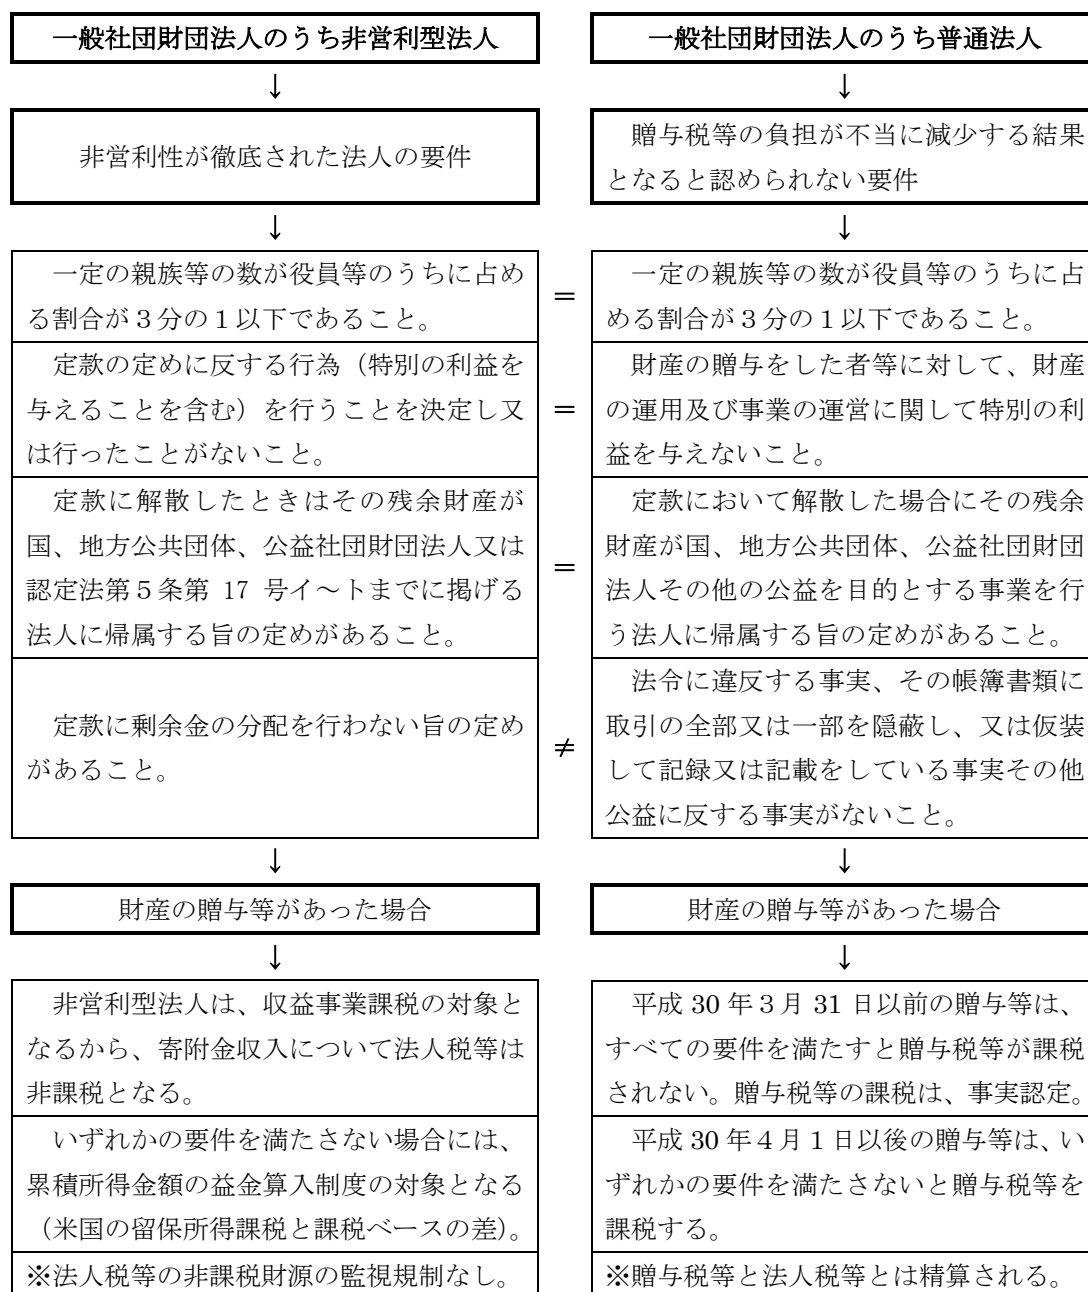 一般社団財団法人のうち非営利型法人
↓
非営利性が徹底された法人の要件
↓
一定の親族等の数が役員等のうちに占め
る割合が3分の1以下であること。
定款の定めに反する行為（特別の利益を
与えることを含む）を行うことを決定し又
は行ったことがないこと。
定款に解散したときはその残余財産が
国、地方公共団体、公益社団財団法人又は
認定法第5条第 17 号イ～トまでに掲げる
法人に帰属する旨の定めがあること。
定款に剰余金の分配を行わない旨の定め
があること。
↓
財産の贈与等があった場合
↓
非営利型法人は、収益事業課税の対象と
なるから、寄附金収入について法人税等は
非課税となる。
いずれかの要件を満たさない場合には、
累積所得金額の益金算入制度の対象となる
（米国の留保所得課税と課税ベースの差）。
※法人税等の非課税財源の監視規制なし。
＝
＝
＝
≠
一般社団財団法人のうち普通法人
↓
贈与税等の負担が不当に減少する結果
となると認められない要件
↓
一定の親族等の数が役員等のうちに占
める割合が3分の1以下であること。
財産の贈与をした者等に対して、財産
の運用及び事業の運営に関して特別の利
益を与えないこと。
定款において解散した場合にその残余
財産が国、地方公共団体、公益社団財団
法人その他の公益を目的とする事業を行
う法人に帰属する旨の定めがあること。
法令に違反する事実、その帳簿書類に
取引の全部又は一部を隠蔽し、又は仮装
して記録又は記載をしている事実その他
公益に反する事実がないこと。
↓
財産の贈与等があった場合
↓
平成 30 年3月 31 日以前の贈与等は、
すべての要件を満たすと贈与税等が課税
されない。贈与税等の課税は、事実認定。
平成 30 年4月1日以後の贈与等は、い
ずれかの要件を満たさないと贈与税等を
課税する。
※贈与税等と法人税等とは精算される。